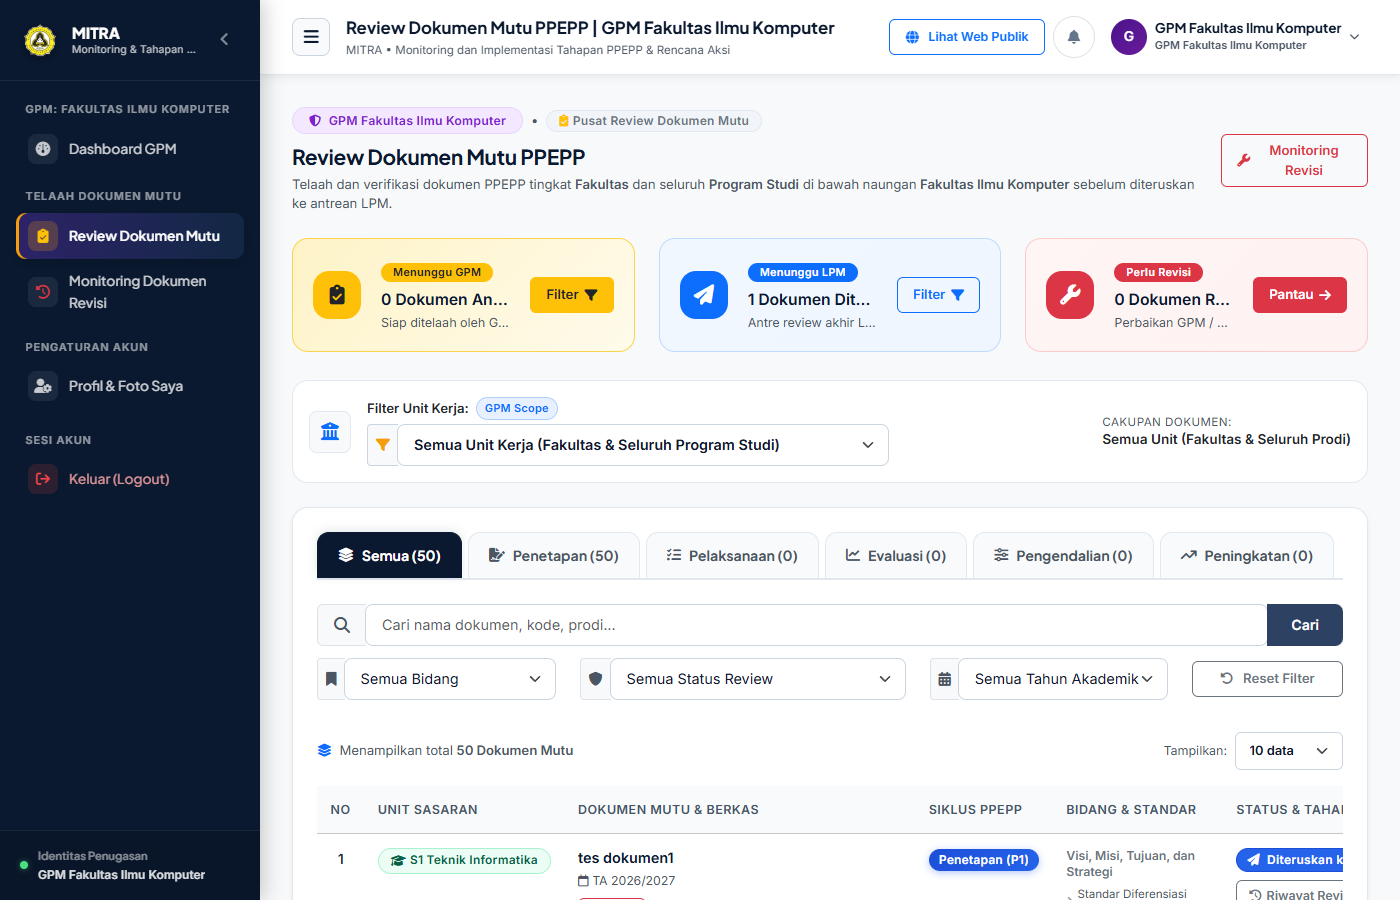 MITRA
Monitoring & Tahapan ...
GPM: FAKULTAS ILMU KOMPUTER
Dashboard GPM
TELAAH DOKUMEN MUTU
Review Dokumen Mutu
Monitoring Dokumen
Revisi
PENGATURAN AKUN
Profil & Foto Saya
SESI AKUN
Keluar (Logout)
Identitas Penugasan
GPM Fakultas Ilmu Komputer
Review Dokumen Mutu PPEPP | GPM Fakultas Ilmu Komputer
MITRA • Monitoring dan Implementasi Tahapan PPEPP & Rencana Aksi
Lihat Web Publik
G
GPM Fakultas Ilmu Komputer
GPM Fakultas Ilmu Komputer
GPM Fakultas Ilmu Komputer • Pusat Review Dokumen Mutu
Review Dokumen Mutu PPEPP
Telaah dan verifikasi dokumen PPEPP tingkat Fakultas dan seluruh Program Studi di bawah naungan Fakultas Ilmu Komputer sebelum diteruskan
ke antrean LPM.
Monitoring
Revisi
Menunggu GPM
0 Dokumen An...
Siap ditelaah oleh G...
Filter
Menunggu LPM
1 Dokumen Dit...
Antre review akhir L...
Filter
Perlu Revisi
0 Dokumen R...
Perbaikan GPM / ...
Pantau
Filter Unit Kerja: GPM Scope
Semua Unit Kerja (Fakultas & Seluruh Program Studi)
CAKUPAN DOKUMEN:
Semua Unit (Fakultas & Seluruh Prodi)
Semua (50) Penetapan (50) Pelaksanaan (0) Evaluasi (0) Pengendalian (0) Peningkatan (0)
Cari nama dokumen, kode, prodi... Cari
Semua Bidang Semua Status Review Semua Tahun Akademik Reset Filter
Menampilkan total 50 Dokumen Mutu
Tampilkan: 10 data
NO UNIT SASARAN DOKUMEN MUTU & BERKAS SIKLUS PPEPP BIDANG & STANDAR STATUS & TAHA
1 S1 Teknik Informatika tes dokumen1 Penetapan (P1) Visi, Misi, Tujuan, dan Diteruskan k
Strategi
TA 2026/2027
Standar Diferensiasi
Riwayat Revi